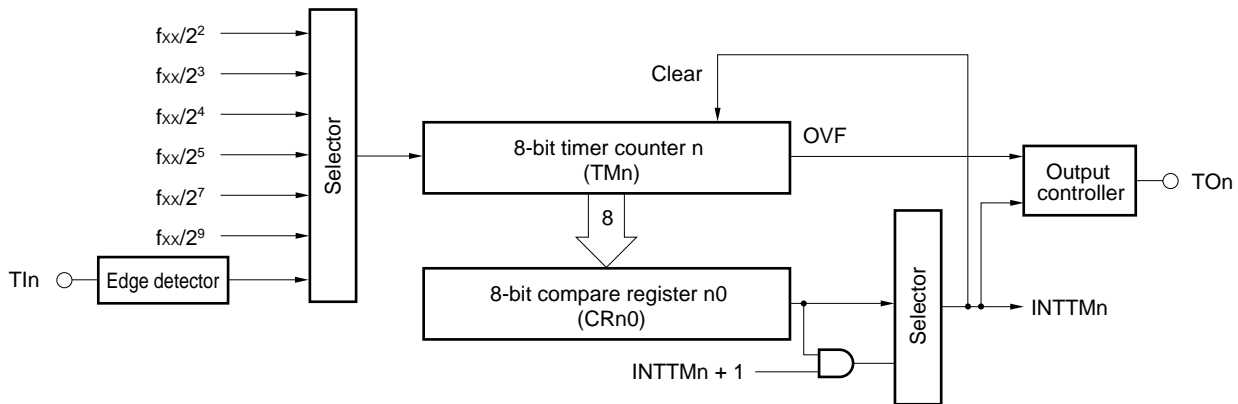 fxx/2²
fxx/2³
fxx/2⁴
fxx/2⁵
fxx/2⁷
fxx/2⁹
TIn
Edge detector
Selector
Clear
8-bit timer counter n
(TMn)
OVF
8
8-bit compare register n0
(CRn0)
INTTMn + 1
Selector
Output
controller
TOn
INTTMn